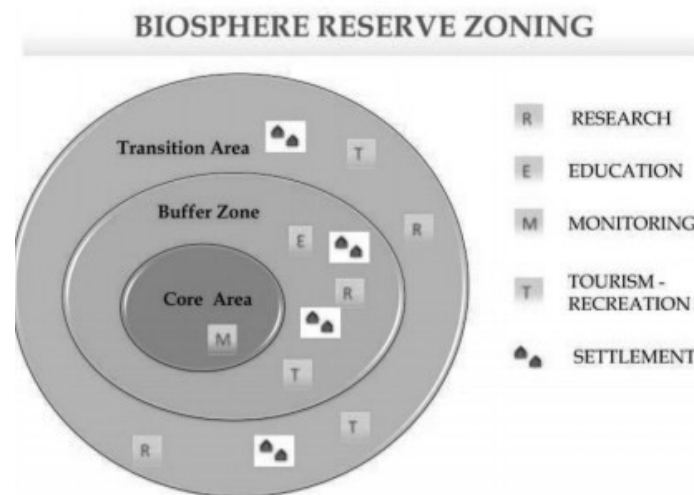 BIOSPHERE RESERVE ZONING
Transition Area
T
Buffer Zone
E
R
R
Core Area
M
T
T
R
R RESEARCH
E EDUCATION
M MONITORING
T TOURISM -
RECREATION
SETTLEMENT